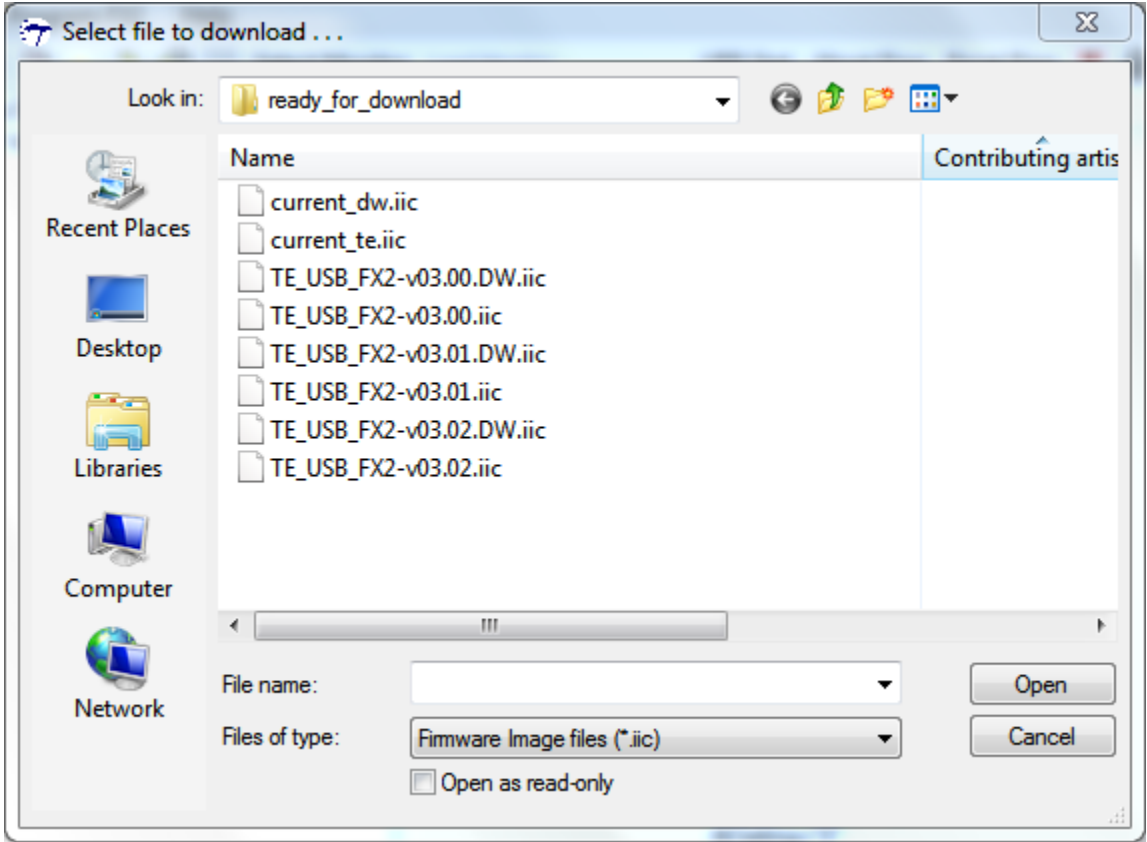 Select file to download . . .
Look in:
ready_for_download
Name
Contributing artis
Recent Places
Desktop
Libraries
Computer
Network
current_dw.iic
current_te.iic
TE_USB_FX2-v03.00.DW.iic
TE_USB_FX2-v03.00.iic
TE_USB_FX2-v03.01.DW.iic
TE_USB_FX2-v03.01.iic
TE_USB_FX2-v03.02.DW.iic
TE_USB_FX2-v03.02.iic
File name:
Open
Files of type:
Firmware Image files (*.iic)
Cancel
Open as read-only